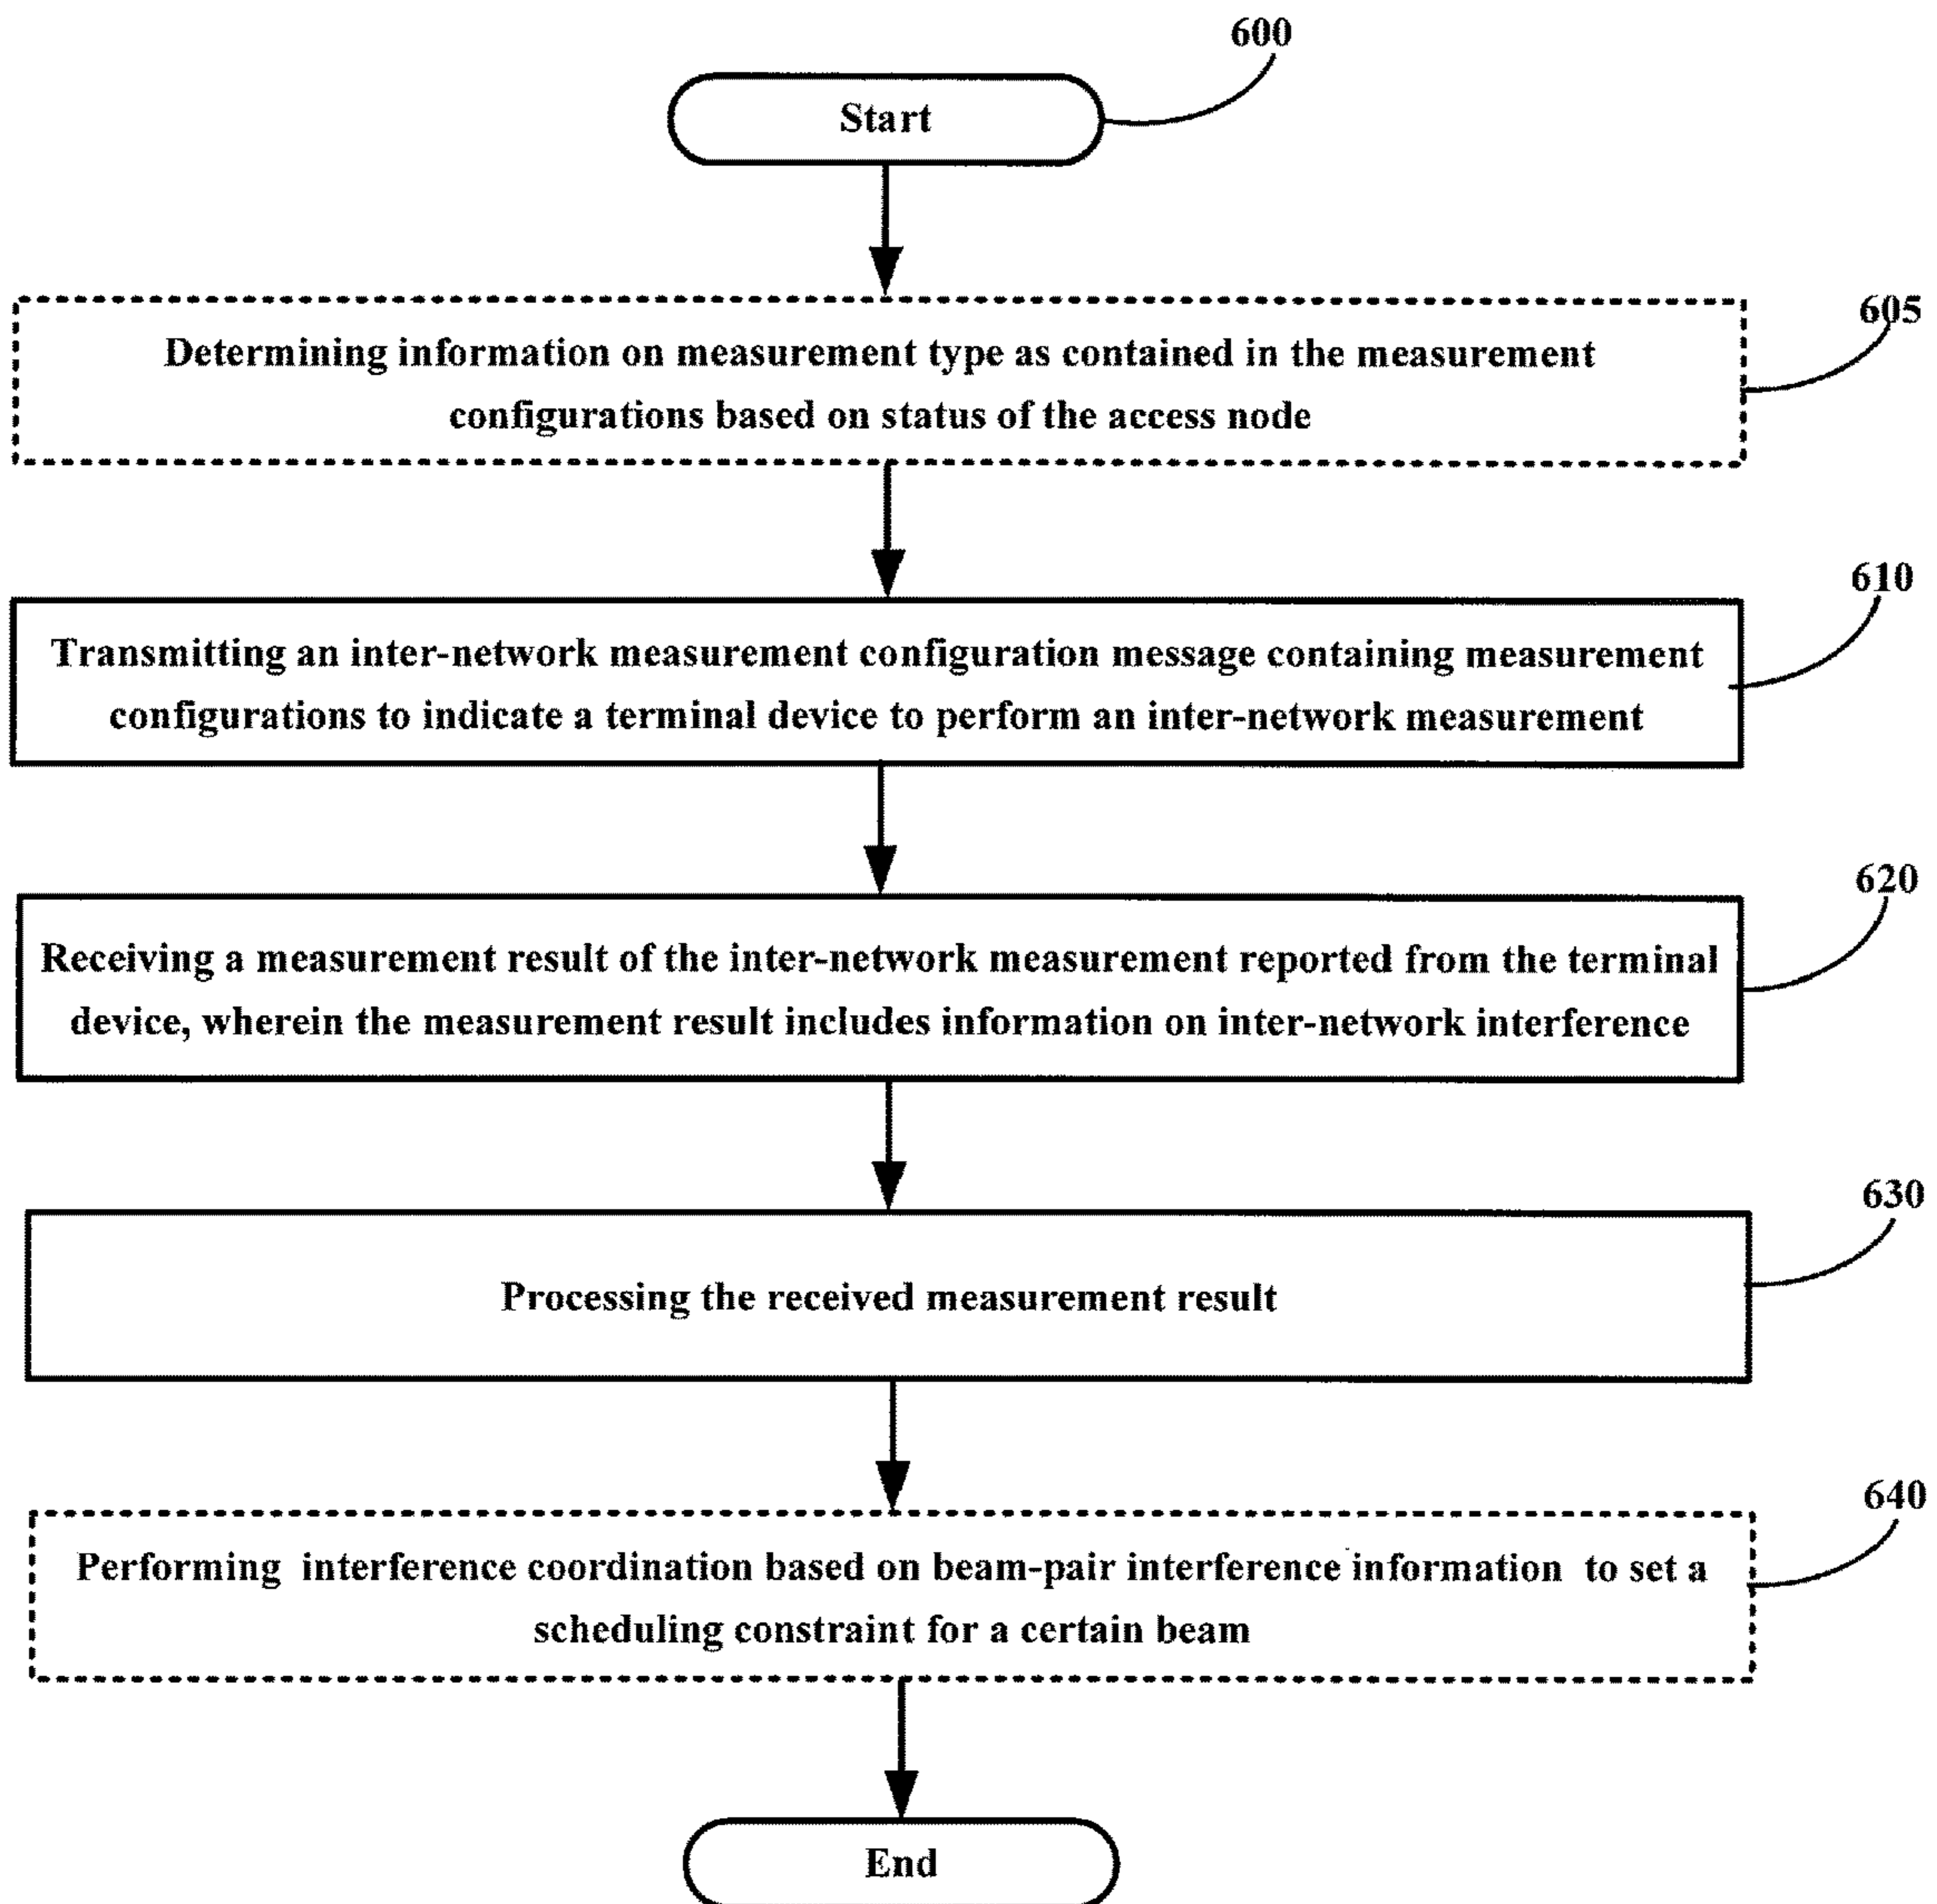 600
Start
605
Determining information on measurement type as contained in the measurement
configurations based on status of the access node
610
Transmitting an inter-network measurement configuration message containing measurement
configurations to indicate a terminal device to perform an inter-network measurement
620
Receiving a measurement result of the inter-network measurement reported from the terminal
device, wherein the measurement result includes information on inter-network interference
630
Processing the received measurement result
640
Performing interference coordination based on beam-pair interference information to set a
scheduling constraint for a certain beam
End